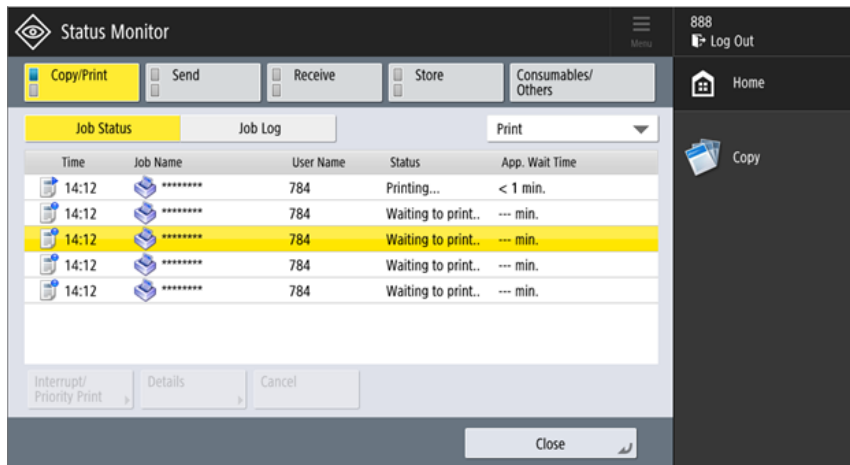 Status Monitor
Menu
888
Log Out
Copy/Print
Send
Receive
Store
Consumables/
Others
Home
Job Status
Job Log
Print
Copy
Time Job Name User Name Status App. Wait Time
14:12 ******** 784 Printing... < 1 min.
14:12 ******** 784 Waiting to print.. --- min.
14:12 ******** 784 Waiting to print.. --- min.
14:12 ******** 784 Waiting to print.. --- min.
14:12 ******** 784 Waiting to print.. --- min.
Interrupt/
Priority Print
Details
Cancel
Close